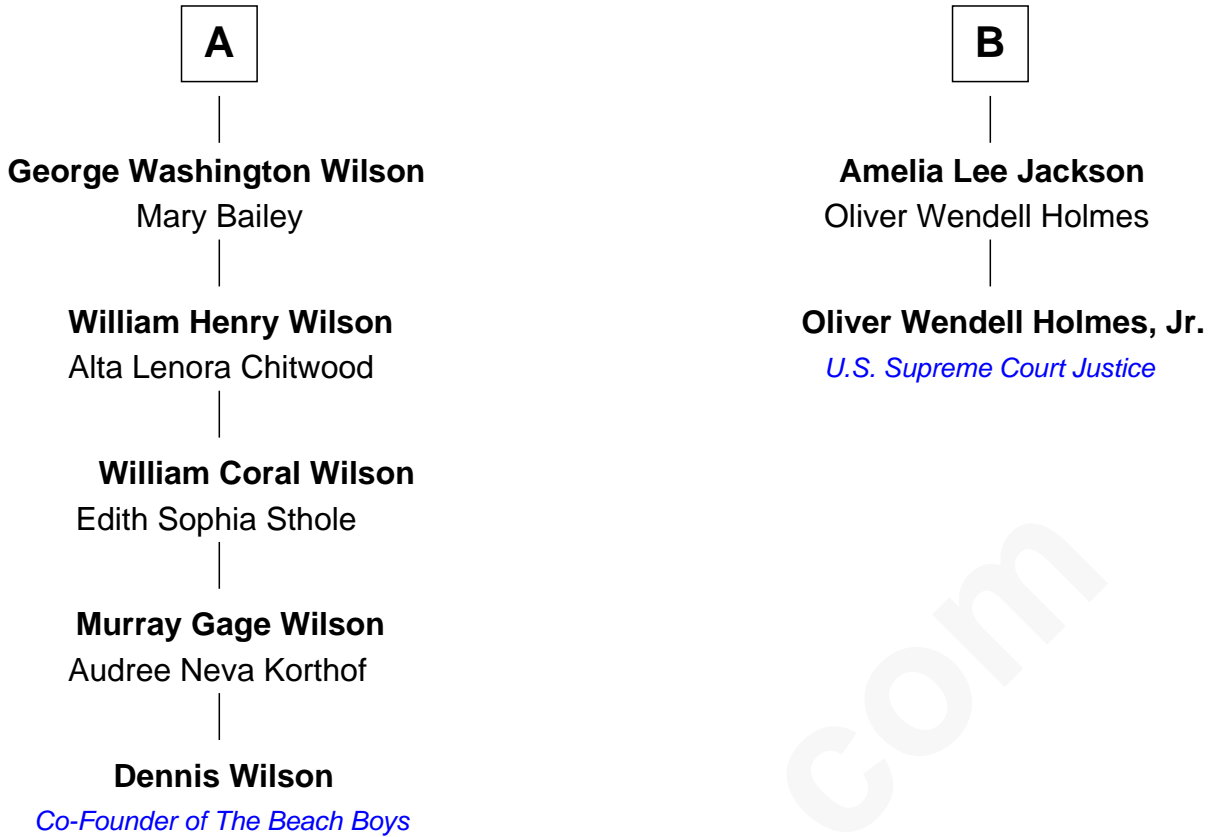 A
George Washington Wilson
Mary Bailey
William Henry Wilson
Alta Lenora Chitwood
William Coral Wilson
Edith Sophia Sthole
Murray Gage Wilson
Audree Neva Korthof
Dennis Wilson
Co-Founder of The Beach Boys
B
Amelia Lee Jackson
Oliver Wendell Holmes
Oliver Wendell Holmes, Jr.
U.S. Supreme Court Justice
com